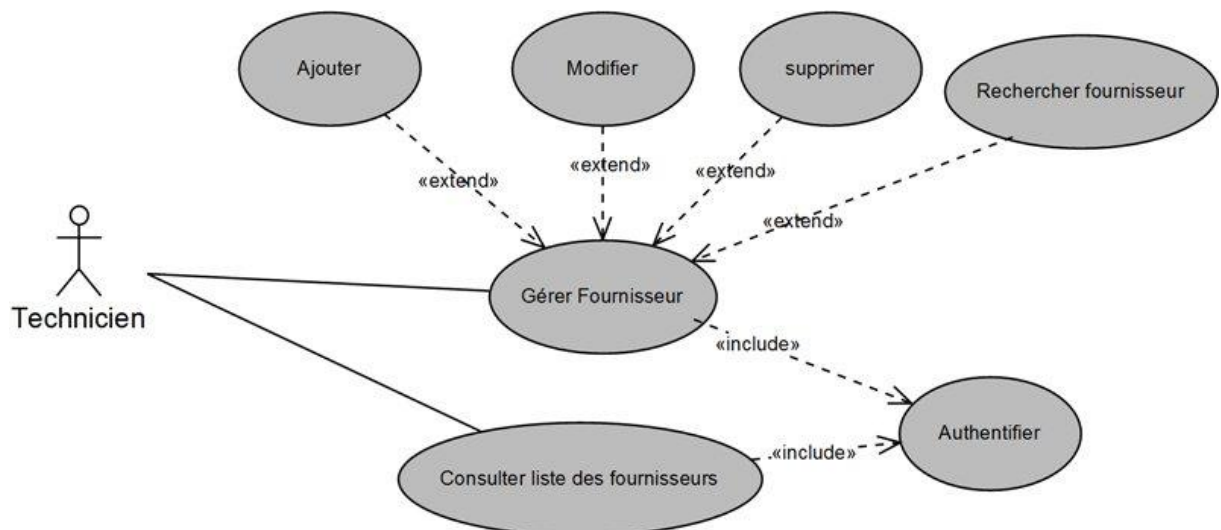 Ajouter
Modifier
supprimer
Rechercher fournisseur
«extend»
«extend»
«extend»
«extend»
Technicien
Gérer Fournisseur
«include»
Authentifier
«include»
Consulter liste des fournisseurs